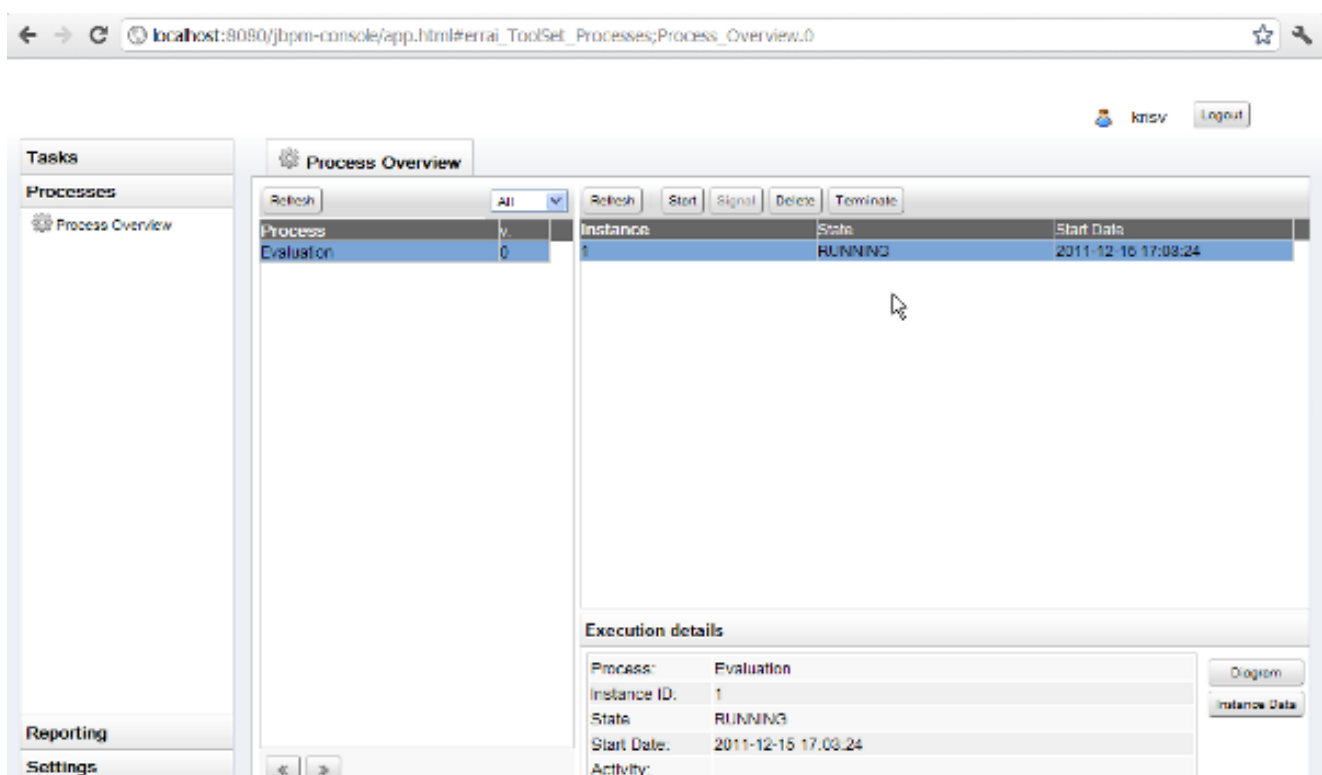 localhost:8080/jbpm-console/app.html#errai_ToolSet_Processes;Process_Overview.0
krisv Logout
Tasks
Processes
Process Overview
Reporting
Settings
Process Overview
Refresh All
Process v.
Evaluation 0
« »
Refresh Start Signal Delete Terminate
Instance State Start Date
1 RUNNING 2011-12-15 17:03:24
Execution details
Process: Evaluation
Instance ID: 1
State RUNNING
Start Date: 2011-12-15 17:03:24
Activity:
Diagram
Instance Data